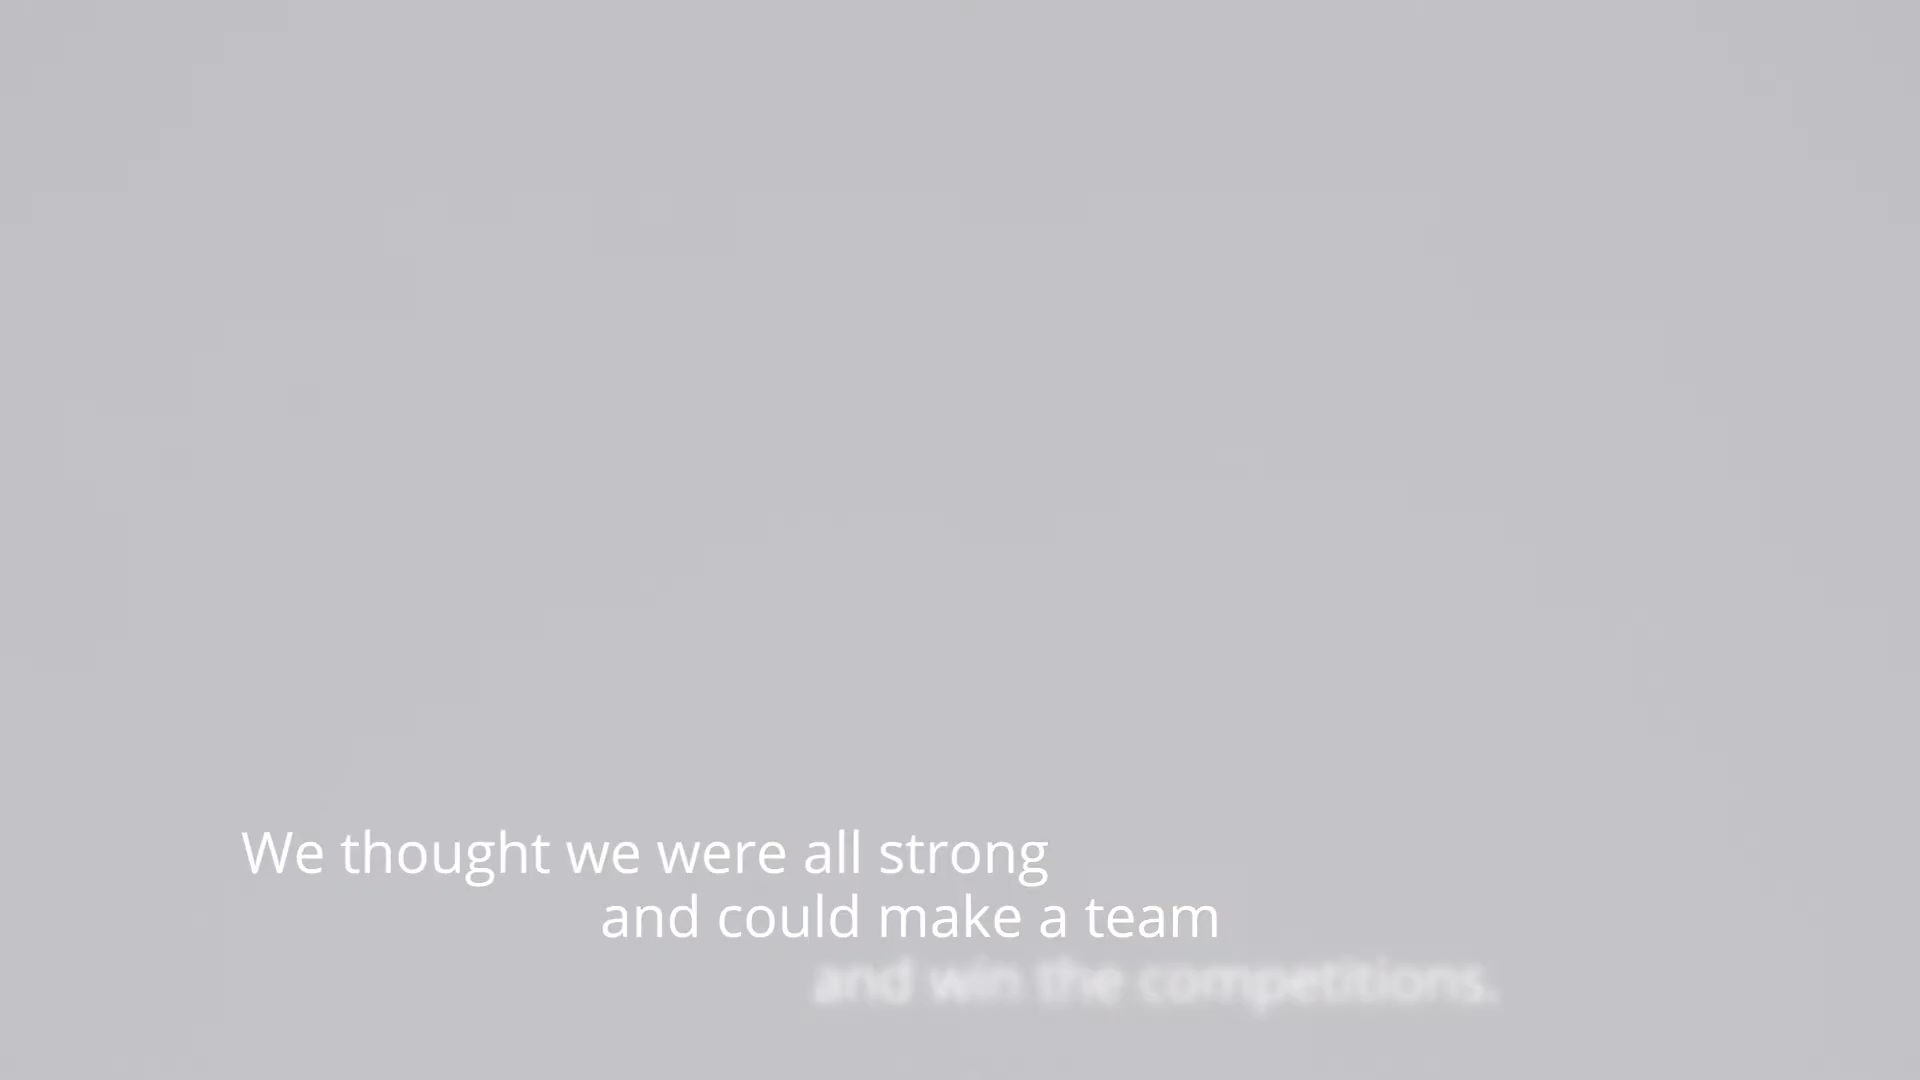 We thought we were all strong
and could make a team
and win the competitions.